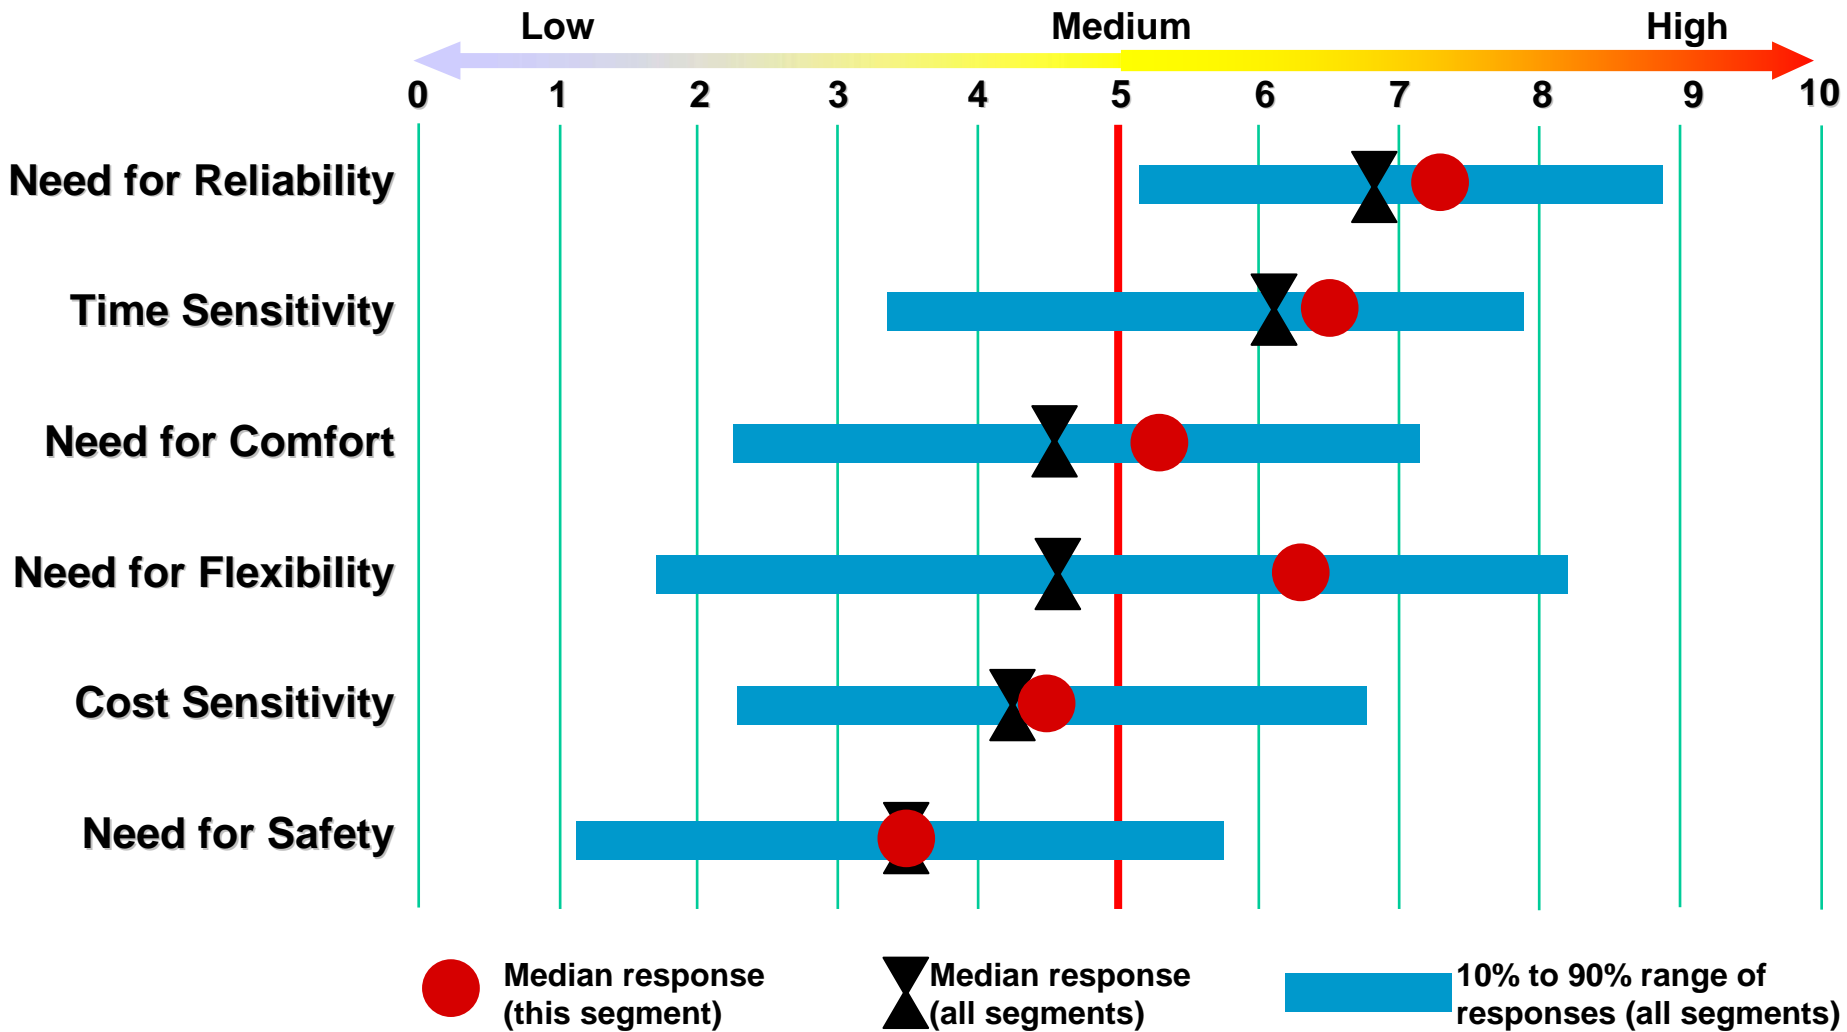 Low Medium High
0 1 2 3 4 5 6 7 8 9 10
Need for Reliability
Time Sensitivity
Need for Comfort
Need for Flexibility
Cost Sensitivity
Need for Safety
Median response
(this segment)
Median response
(all segments)
10% to 90% range of
responses (all segments)